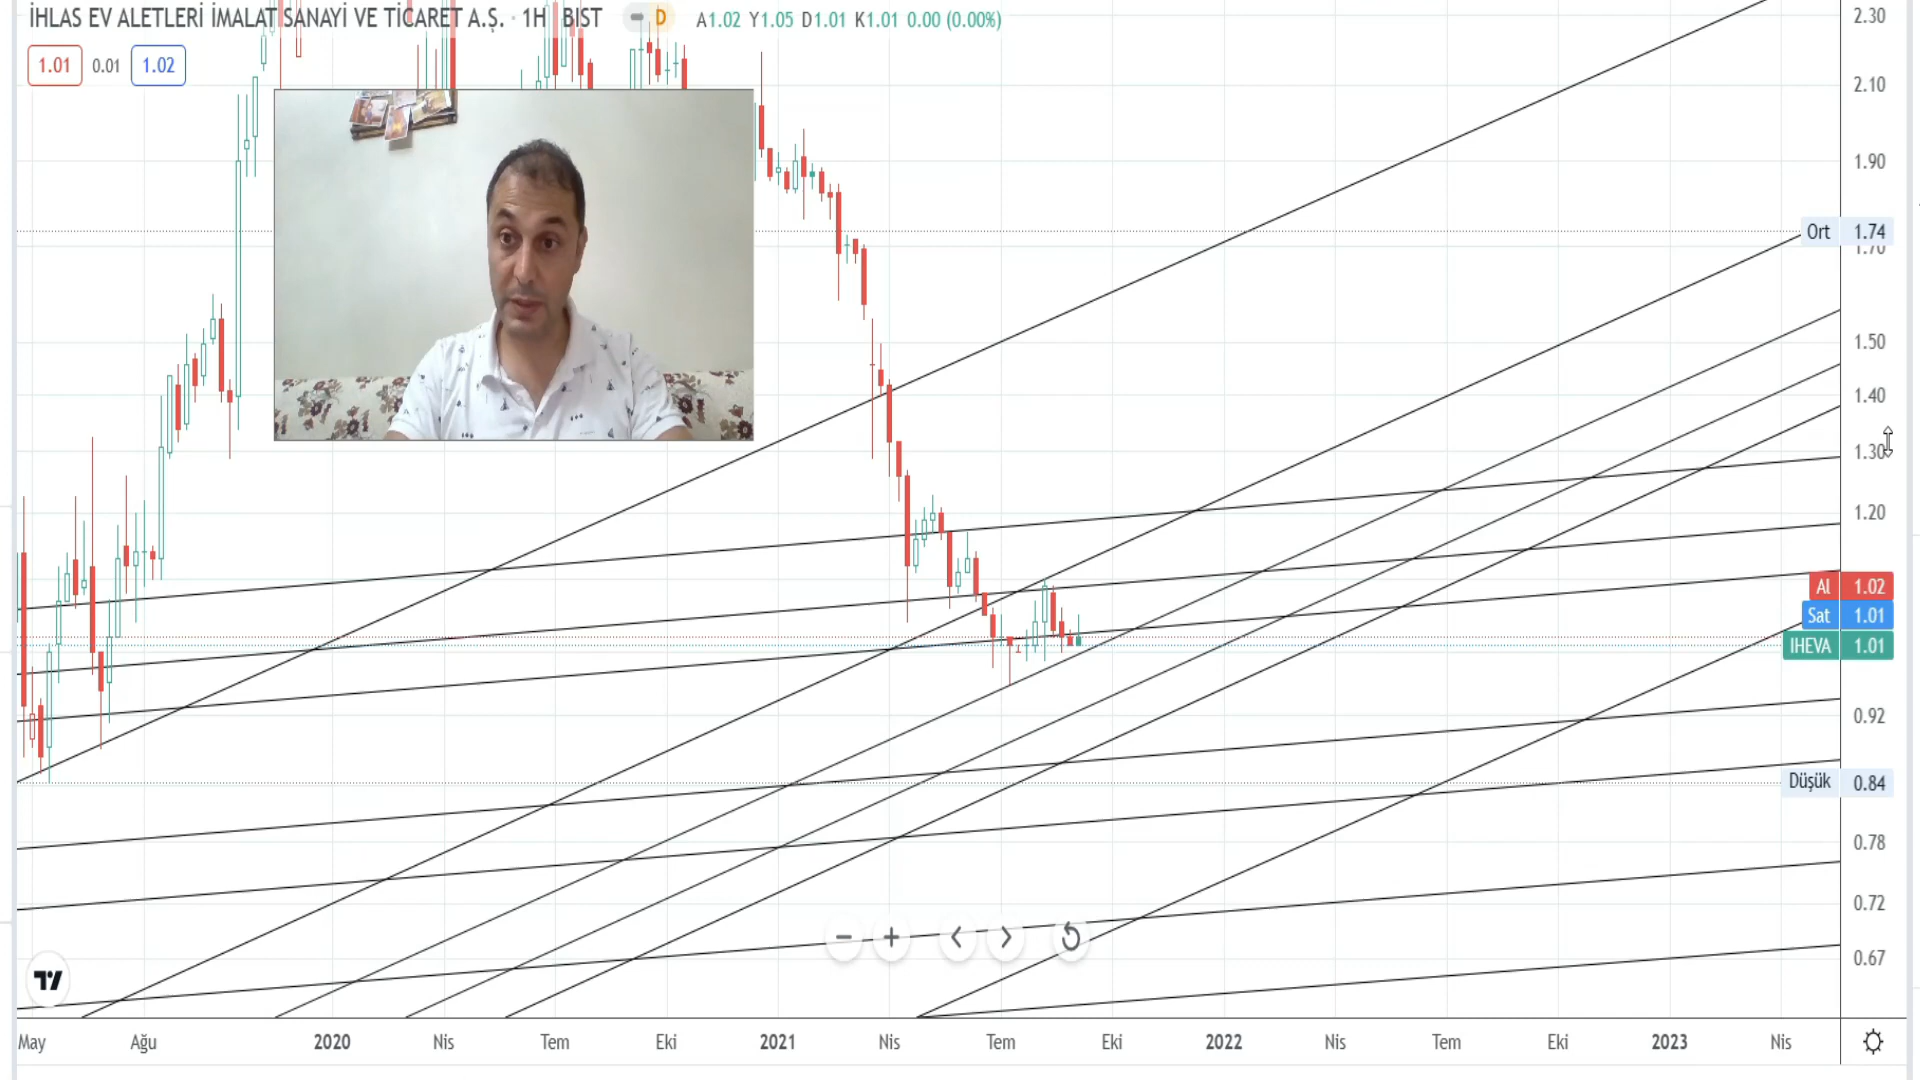 İHLAS EV ALETLERİ İMALAT SANAYİ VE TİCARET A.Ş. · 1H BIST D A1.02 Y1.05 D1.01 K1.01 0.00 (0.00%)
1.01 0.01 1.02
2.30
2.10
1.90
Ort 1.74
1.70
1.50
1.40
1.30
1.20
Al 1.02
Sat 1.01
IHEVA 1.01
0.92
Düşük 0.84
0.78
0.72
0.67
May Ağu 2020 Nis Tem Eki 2021 Nis Tem Eki 2022 Nis Tem Eki 2023 Nis